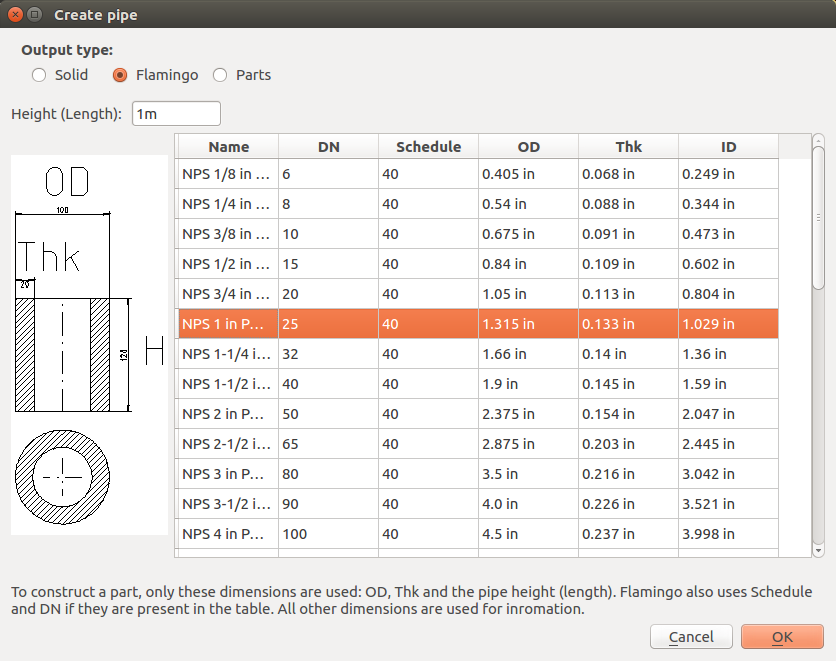 Create pipe
Output type:
Solid Flamingo Parts
Height (Length): 1m
Name DN Schedule OD Thk ID
NPS 1/8 in ... 6 40 0.405 in 0.068 in 0.249 in
NPS 1/4 in ... 8 40 0.54 in 0.088 in 0.344 in
NPS 3/8 in ... 10 40 0.675 in 0.091 in 0.473 in
NPS 1/2 in ... 15 40 0.84 in 0.109 in 0.602 in
NPS 3/4 in ... 20 40 1.05 in 0.113 in 0.804 in
NPS 1 in P... 25 40 1.315 in 0.133 in 1.029 in
NPS 1-1/4 i... 32 40 1.66 in 0.14 in 1.36 in
NPS 1-1/2 i... 40 40 1.9 in 0.145 in 1.59 in
NPS 2 in P... 50 40 2.375 in 0.154 in 2.047 in
NPS 2-1/2 i... 65 40 2.875 in 0.203 in 2.445 in
NPS 3 in P... 80 40 3.5 in 0.216 in 3.042 in
NPS 3-1/2 i... 90 40 4.0 in 0.226 in 3.521 in
NPS 4 in P... 100 40 4.5 in 0.237 in 3.998 in
OD
100
Thk
20
120
H
To construct a part, only these dimensions are used: OD, Thk and the pipe height (length). Flamingo also uses Schedule
and DN if they are present in the table. All other dimensions are used for inromation.
Cancel OK